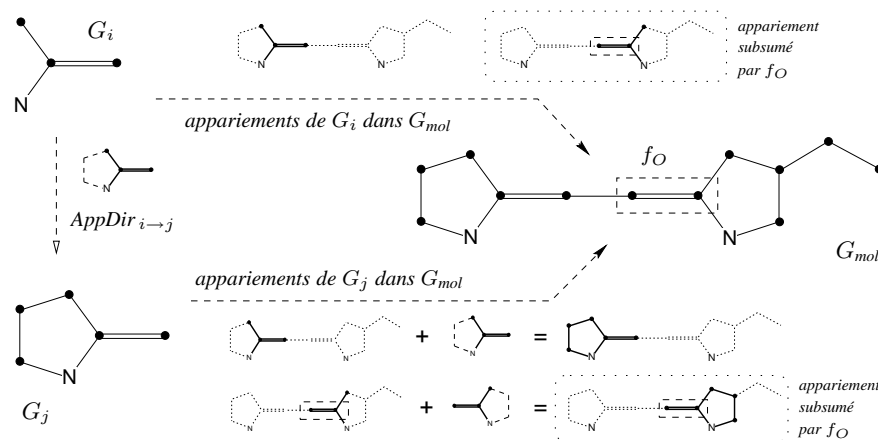 G_i
appariement
subsumé
par f_O
N
N
N
N
N
appariements de G_i dans G_mol
N
f_O
AppDir i→j
N
N
G_mol
appariements de G_j dans G_mol
+
=
N
N
N
N
N
N
G_j
+
=
appariement
subsumé
par f_O
N
N
N
N
N